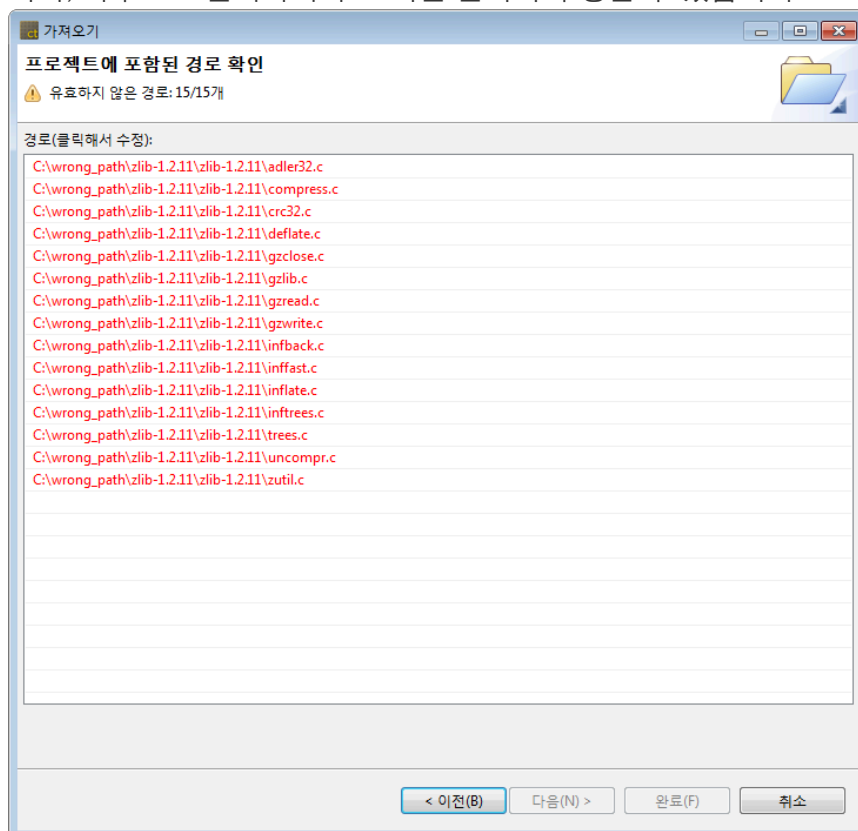 ct 가져오기
프로젝트에 포함된 경로 확인
유효하지 않은 경로: 15/15개
경로(클릭해서 수정):
C:\wrong_path\zlib-1.2.11\zlib-1.2.11\adler32.c
C:\wrong_path\zlib-1.2.11\zlib-1.2.11\compress.c
C:\wrong_path\zlib-1.2.11\zlib-1.2.11\crc32.c
C:\wrong_path\zlib-1.2.11\zlib-1.2.11\deflate.c
C:\wrong_path\zlib-1.2.11\zlib-1.2.11\gzclose.c
C:\wrong_path\zlib-1.2.11\zlib-1.2.11\gzlib.c
C:\wrong_path\zlib-1.2.11\zlib-1.2.11\gzread.c
C:\wrong_path\zlib-1.2.11\zlib-1.2.11\gzwrite.c
C:\wrong_path\zlib-1.2.11\zlib-1.2.11\infback.c
C:\wrong_path\zlib-1.2.11\zlib-1.2.11\inffast.c
C:\wrong_path\zlib-1.2.11\zlib-1.2.11\inflate.c
C:\wrong_path\zlib-1.2.11\zlib-1.2.11\inftrees.c
C:\wrong_path\zlib-1.2.11\zlib-1.2.11\trees.c
C:\wrong_path\zlib-1.2.11\zlib-1.2.11\uncompr.c
C:\wrong_path\zlib-1.2.11\zlib-1.2.11\zutil.c
< 이전(B) 다음(N) > 완료(F) 취소